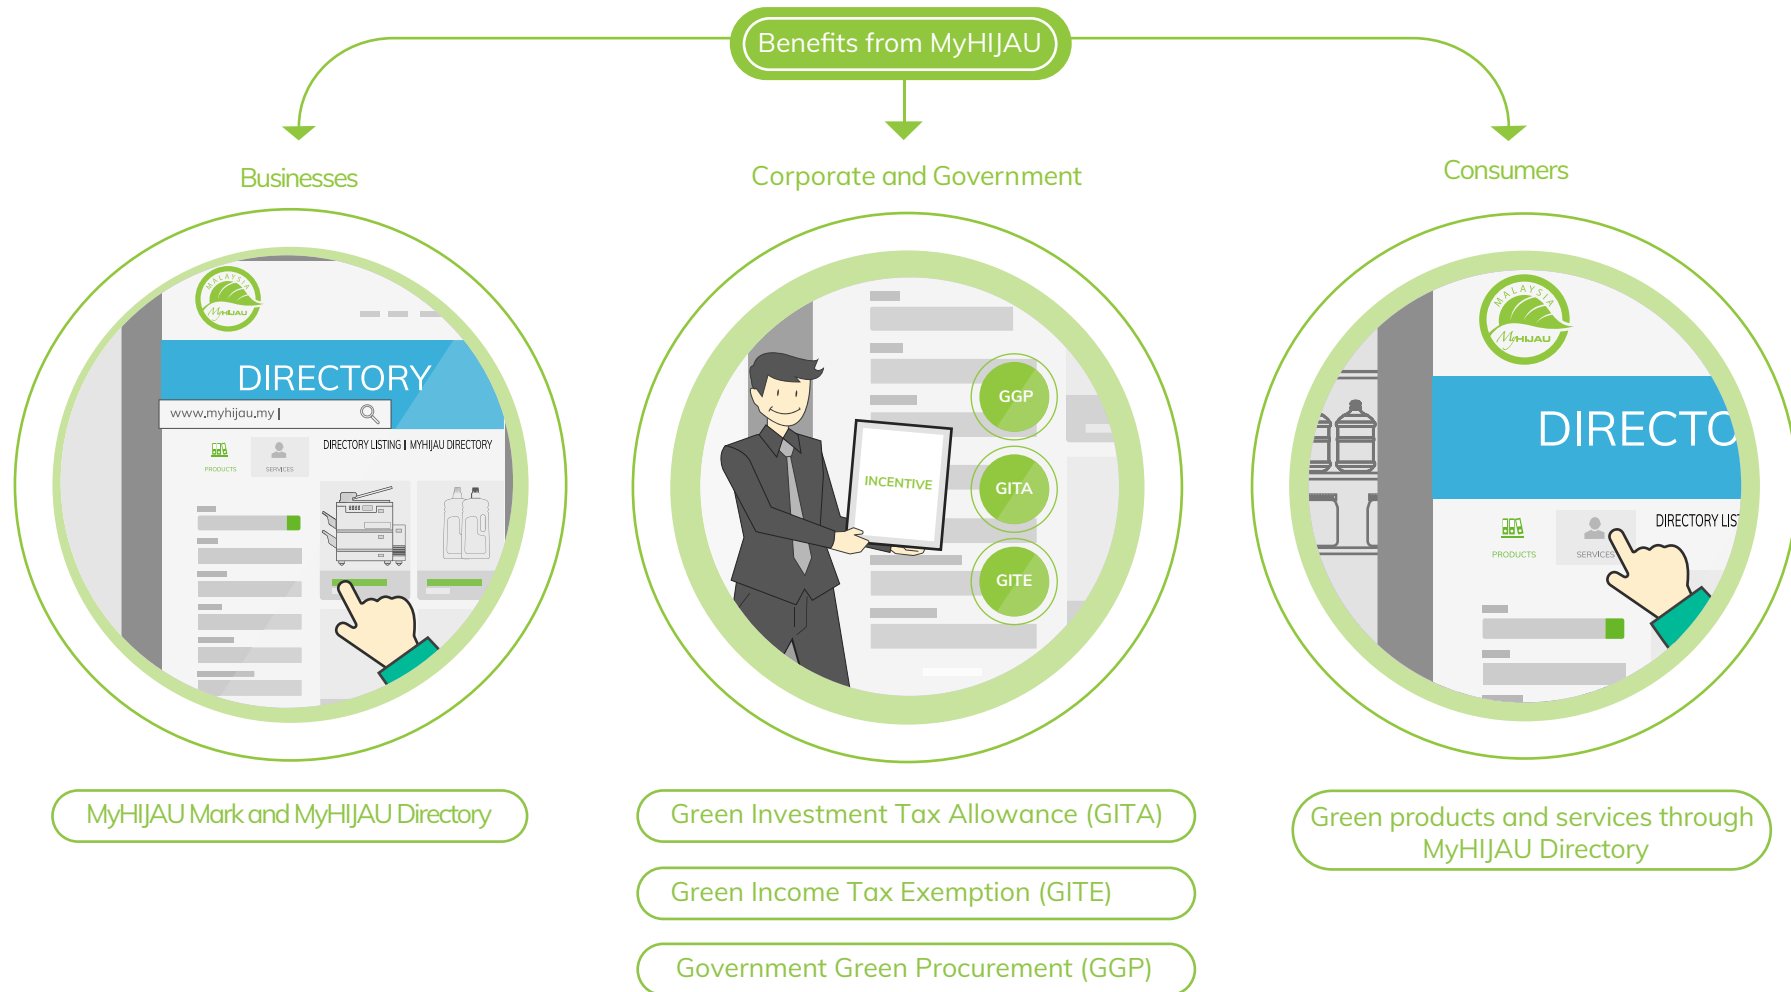 Benefits from MyHIJAU
Businesses
MALAYSIA
MyHIJAU
DIRECTORY
www.myhijau.my |
PRODUCTS
SERVICES
DIRECTORY LISTING | MYHIJAU DIRECTORY
MyHIJAU Mark and MyHIJAU Directory
Corporate and Government
INCENTIVE
GGP
GITA
GITE
Green Investment Tax Allowance (GITA)
Green Income Tax Exemption (GITE)
Government Green Procurement (GGP)
Consumers
MALAYSIA
MyHIJAU
DIRECTO
PRODUCTS
SERVICES
DIRECTORY LIST
Green products and services through
MyHIJAU Directory